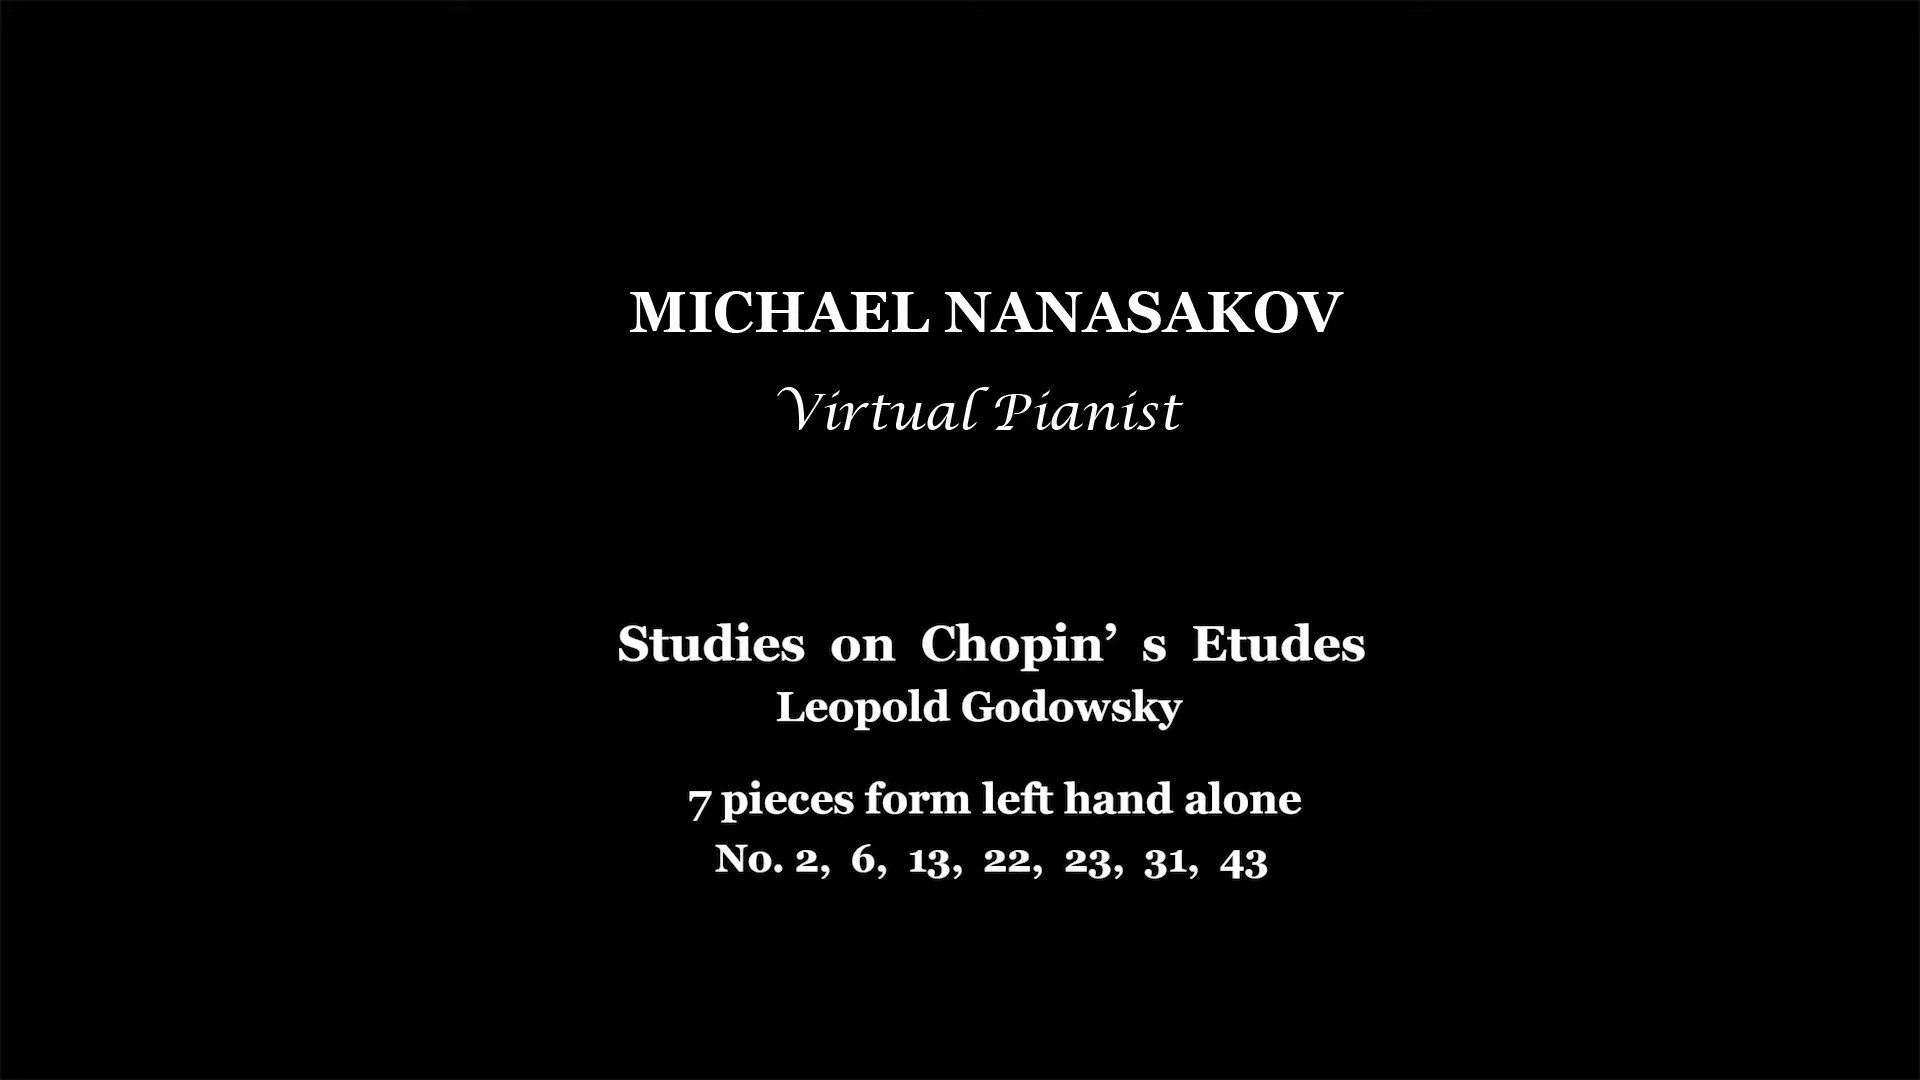 MICHAEL NANASAKOV
Virtual Pianist
Studies on Chopin’ s Etudes
Leopold Godowsky
7 pieces form left hand alone
No. 2, 6, 13, 22, 23, 31, 43